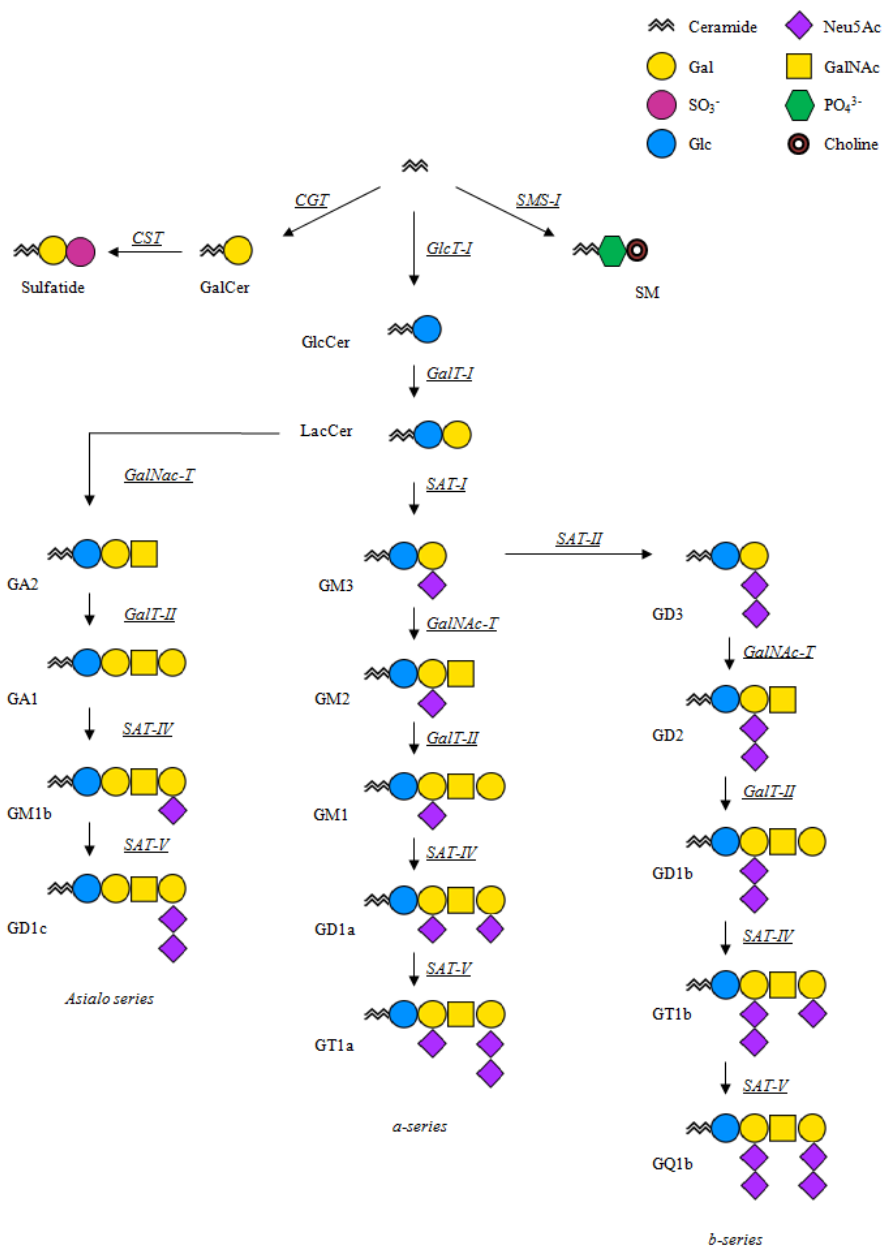 Ceramide Neu5Ac
Gal GalNAc
SO₃⁻ PO₄³⁻
Glc Choline
CGT SMS-I
CST GlcT-I
Sulfatide GalCer SM
GlcCer
GalT-I
LacCer
GalNac-T SAT-I
SAT-II
GA2 GM3 GD3
GalT-II GalNAc-T
GalNAc-T
GA1 GM2 GD2
SAT-IV GalT-II
GalT-II
GM1b GM1
SAT-V SAT-IV
GD1b
GD1c GD1a
SAT-IV
Asialo series SAT-V
GT1a GT1b
SAT-V
a-series
GQ1b
b-series